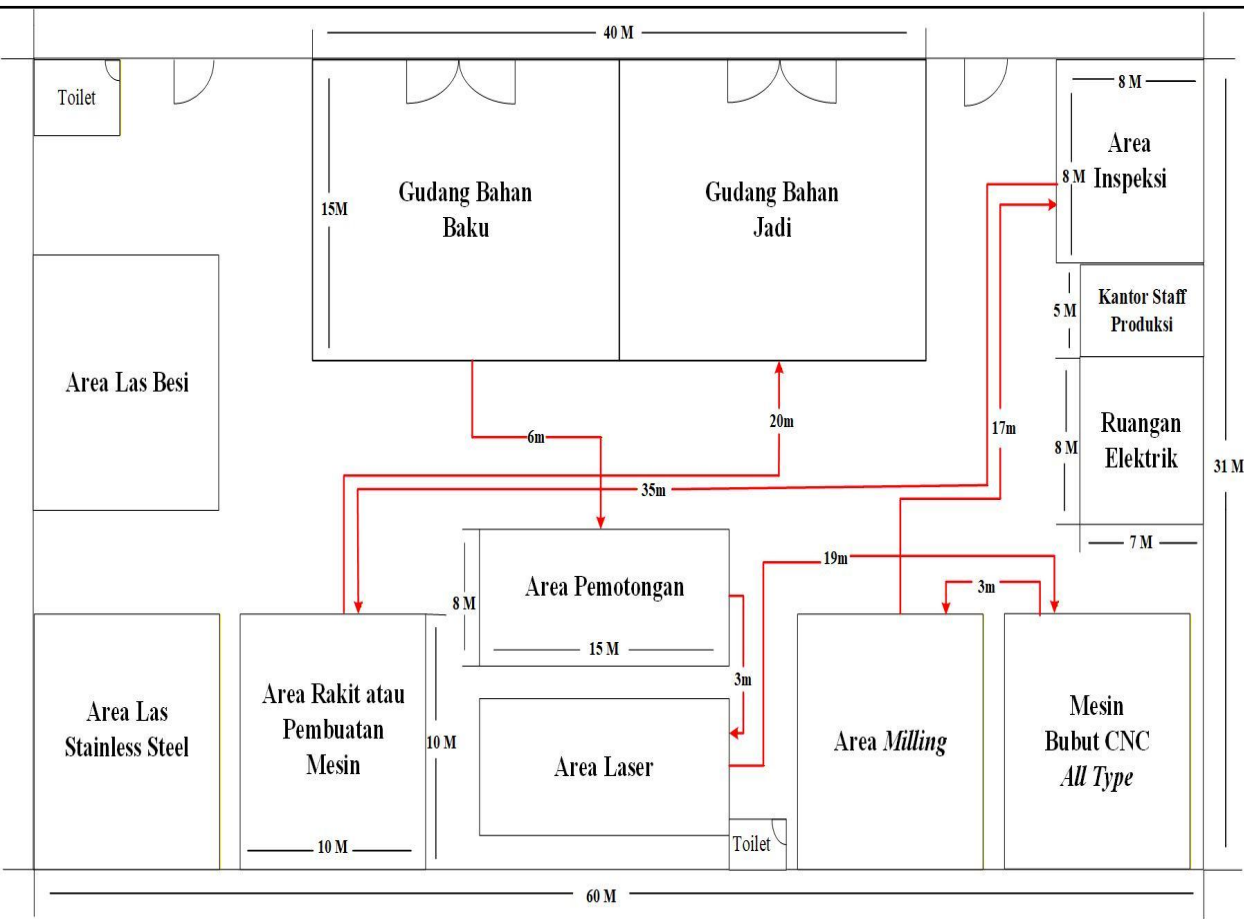 40 M
Toilet
8 M
Area
Inspeksi
8 M
15M
Gudang Bahan
Baku
Gudang Bahan
Jadi
Kantor Staff
Produksi
5 M
Area Las Besi
6m
20m
17m
Ruangan
Elektrik
8 M
31 M
35m
7 M
19m
3m
Area Pemotongan
8 M
15 M
3m
Area Las
Stainless Steel
Area Rakit atau
Pembuatan
Mesin
10 M
10 M
Area Laser
Toilet
Area Milling
Mesin
Bubut CNC
All Type
60 M